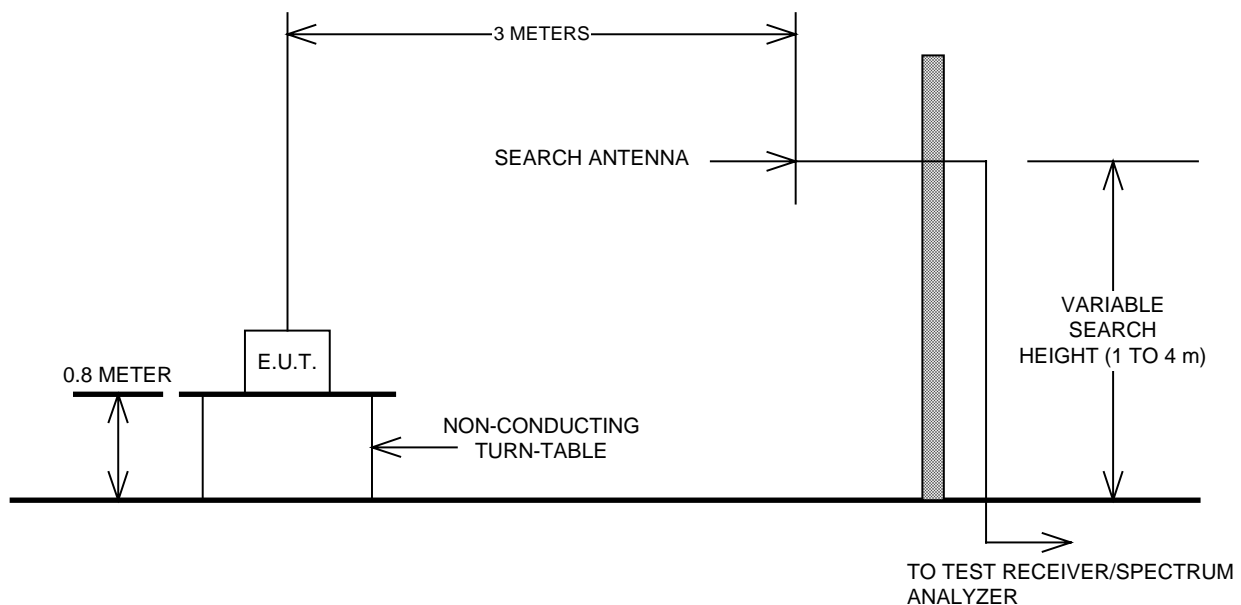 3 METERS
SEARCH ANTENNA
E.U.T.
0.8 METER
NON-CONDUCTING
TURN-TABLE
VARIABLE
SEARCH
HEIGHT (1 TO 4 m)
TO TEST RECEIVER/SPECTRUM
ANALYZER